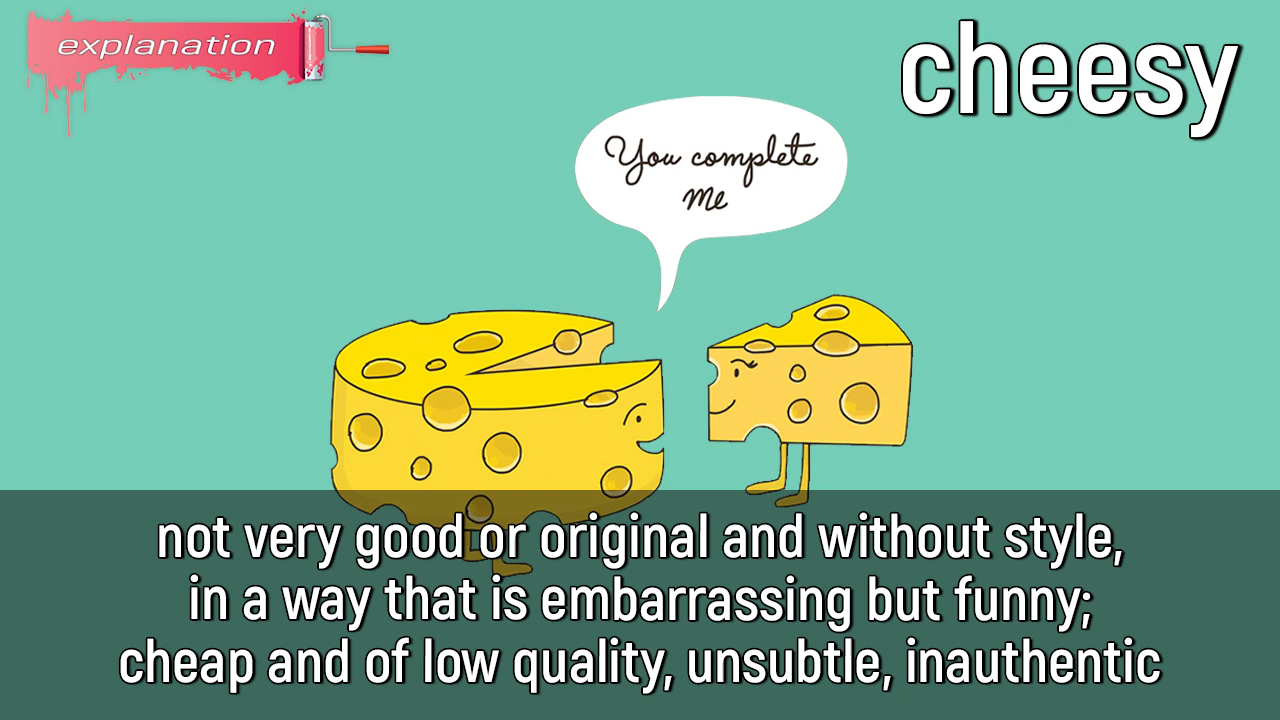 explanation
cheesy
You complete
me
not very good or original and without style,
in a way that is embarrassing but funny;
cheap and of low quality, unsubtle, inauthentic